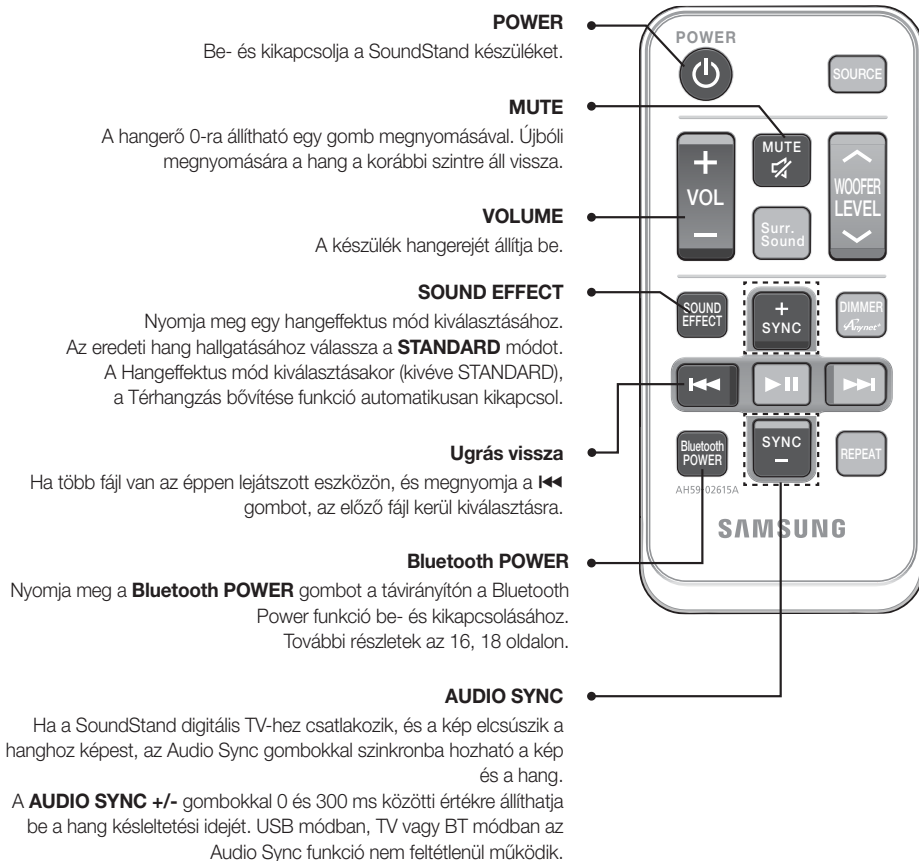 POWER
Be- és kikapcsolja a SoundStand készüléket.
MUTE
A hangerő 0-ra állítható egy gomb megnyomásával. Újbóli
megnyomására a hang a korábbi szintre áll vissza.
VOLUME
A készülék hangerejét állítja be.
SOUND EFFECT
Nyomja meg egy hangeffektus mód kiválasztásához.
Az eredeti hang hallgatásához válassza a STANDARD módot.
A Hangeffektus mód kiválasztásakor (kivéve STANDARD),
a Térhangzás bővítése funkció automatikusan kikapcsol.
Ugrás vissza
Ha több fájl van az éppen lejátszott eszközön, és megnyomja a
gombot, az előző fájl kerül kiválasztásra.
Bluetooth POWER
Nyomja meg a Bluetooth POWER gombot a távirányítón a Bluetooth
Power funkció be- és kikapcsolásához.
További részletek az 16, 18 oldalon.
AUDIO SYNC
Ha a SoundStand digitális TV-hez csatlakozik, és a kép elcsúszik a
hanghoz képest, az Audio Sync gombokkal szinkronba hozható a kép
és a hang.
A AUDIO SYNC +/- gombokkal 0 és 300 ms közötti értékre állíthatja
be a hang késleltetési idejét. USB módban, TV vagy BT módban az
Audio Sync funkció nem feltétlenül működik.
POWER
SOURCE
+
VOL
-
MUTE
Surr.
Sound
WOOFER
LEVEL
SOUND
EFFECT
+
SYNC
DIMMER
Anynet+
Bluetooth
POWER
SYNC
-
REPEAT
AH59-02615A
SAMSUNG